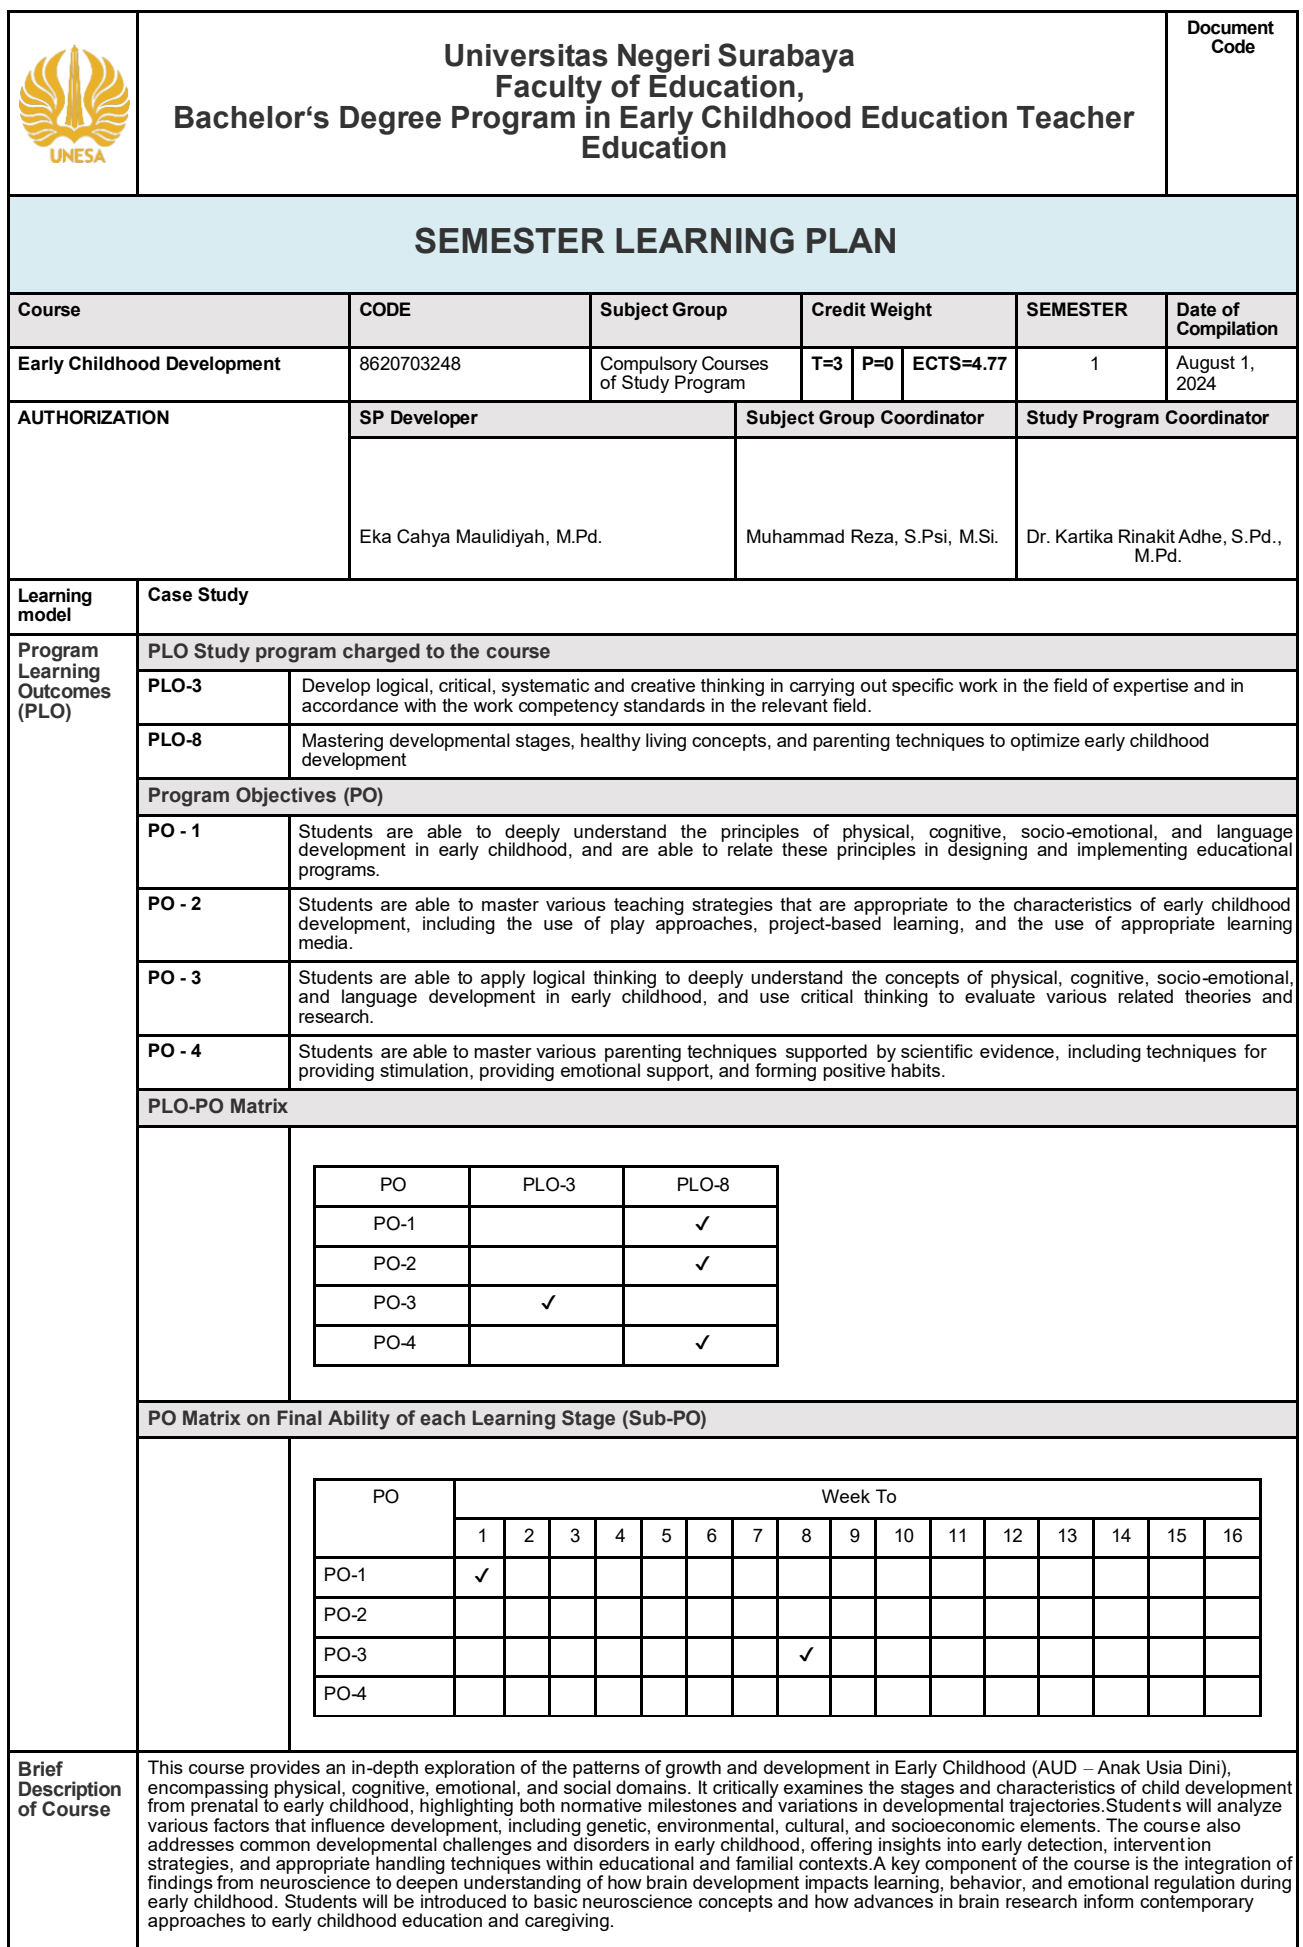 UNESA
Universitas Negeri Surabaya
Faculty of Education,
Bachelor‘s Degree Program in Early Childhood Education Teacher
Education
Document
Code
SEMESTER LEARNING PLAN
Course CODE Subject Group Credit Weight SEMESTER Date of
Compilation
Early Childhood Development 8620703248 Compulsory Courses
of Study Program T=3 P=0 ECTS=4.77 1 August 1,
2024
AUTHORIZATION SP Developer Subject Group Coordinator Study Program Coordinator
Eka Cahya Maulidiyah, M.Pd. Muhammad Reza, S.Psi, M.Si. Dr. Kartika Rinakit Adhe, S.Pd.,
M.Pd.
Learning
model
Case Study
Program
Learning
Outcomes
(PLO)
PLO Study program charged to the course
PLO-3 Develop logical, critical, systematic and creative thinking in carrying out specific work in the field of expertise and in
accordance with the work competency standards in the relevant field.
PLO-8 Mastering developmental stages, healthy living concepts, and parenting techniques to optimize early childhood
development
Program Objectives (PO)
PO - 1 Students are able to deeply understand the principles of physical, cognitive, socio-emotional, and language
development in early childhood, and are able to relate these principles in designing and implementing educational
programs.
PO - 2 Students are able to master various teaching strategies that are appropriate to the characteristics of early childhood
development, including the use of play approaches, project-based learning, and the use of appropriate learning
media.
PO - 3 Students are able to apply logical thinking to deeply understand the concepts of physical, cognitive, socio-emotional,
and language development in early childhood, and use critical thinking to evaluate various related theories and
research.
PO - 4 Students are able to master various parenting techniques supported by scientific evidence, including techniques for
providing stimulation, providing emotional support, and forming positive habits.
PLO-PO Matrix
PO PLO-3 PLO-8
PO-1 ✓
PO-2 ✓
PO-3 ✓
PO-4 ✓
PO Matrix on Final Ability of each Learning Stage (Sub-PO)
PO Week To
1 2 3 4 5 6 7 8 9 10 11 12 13 14 15 16
PO-1 ✓
PO-2
PO-3 ✓
PO-4
Brief
Description
of Course
This course provides an in-depth exploration of the patterns of growth and development in Early Childhood (AUD – Anak Usia Dini),
encompassing physical, cognitive, emotional, and social domains. It critically examines the stages and characteristics of child development
from prenatal to early childhood, highlighting both normative milestones and variations in developmental trajectories.Students will analyze
various factors that influence development, including genetic, environmental, cultural, and socioeconomic elements. The course also
addresses common developmental challenges and disorders in early childhood, offering insights into early detection, intervention
strategies, and appropriate handling techniques within educational and familial contexts.A key component of the course is the integration of
findings from neuroscience to deepen understanding of how brain development impacts learning, behavior, and emotional regulation during
early childhood. Students will be introduced to basic neuroscience concepts and how advances in brain research inform contemporary
approaches to early childhood education and caregiving.